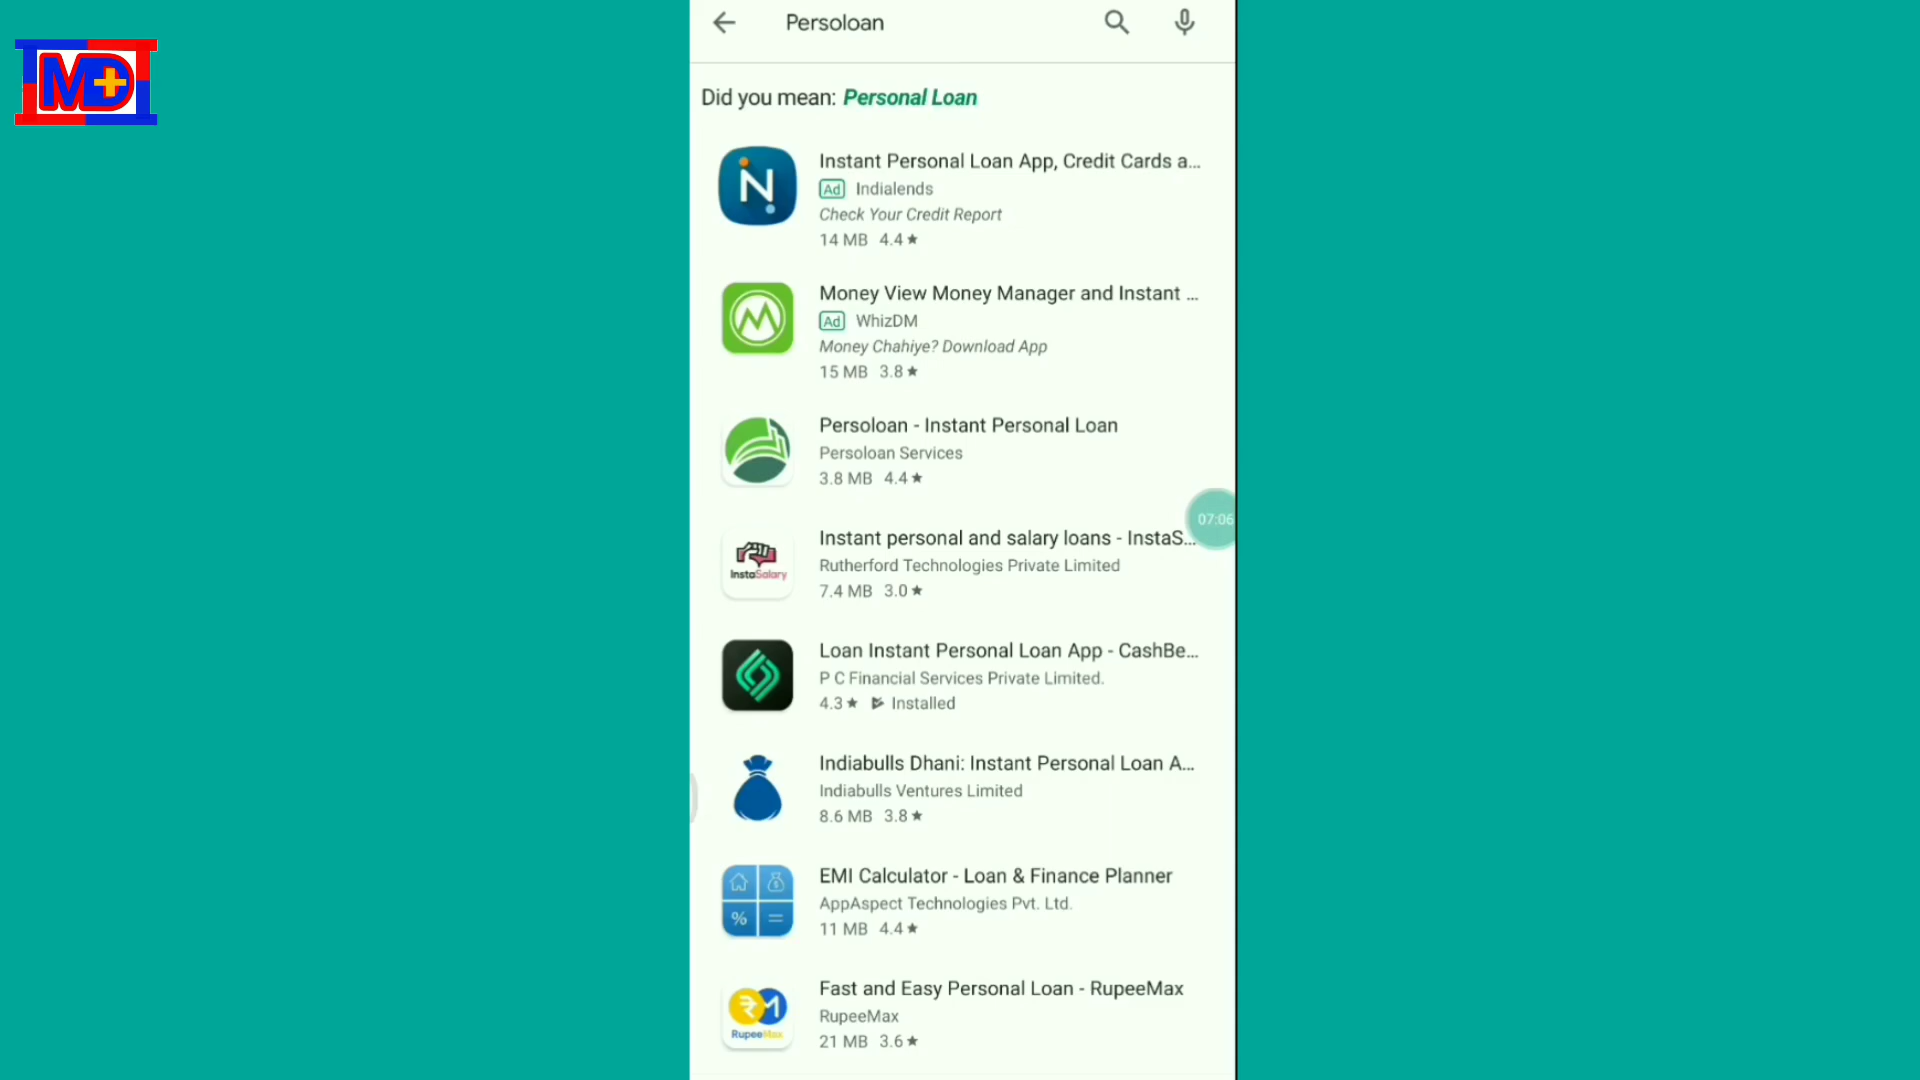 MD+
Persoloan
Did you mean: Personal Loan
N
Instant Personal Loan App, Credit Cards a...
Ad Indialends
Check Your Credit Report
14 MB 4.4★
Money View Money Manager and Instant ...
Ad WhizDM
Money Chahiye? Download App
15 MB 3.8★
Persoloan - Instant Personal Loan
Persoloan Services
3.8 MB 4.4★
07:06
Instant personal and salary loans - InstaS...
InstaSalary
Rutherford Technologies Private Limited
7.4 MB 3.0★
Loan Instant Personal Loan App - CashBe...
P C Financial Services Private Limited.
4.3★ Installed
Indiabulls Dhani: Instant Personal Loan A...
Indiabulls Ventures Limited
8.6 MB 3.8★
EMI Calculator - Loan & Finance Planner
% =
AppAspect Technologies Pvt. Ltd.
11 MB 4.4★
Fast and Easy Personal Loan - RupeeMax
₹M
RupeeMax
RupeeMax
21 MB 3.6★